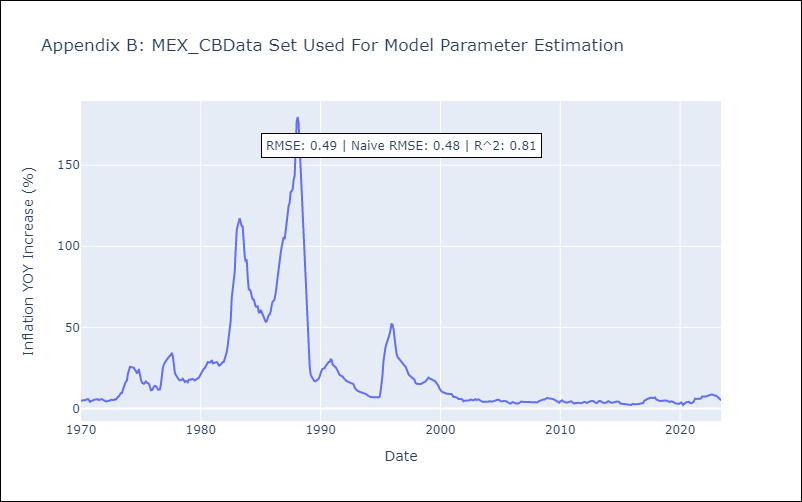 Appendix B: MEX_CBData Set Used For Model Parameter Estimation
RMSE: 0.49 | Naive RMSE: 0.48 | R^2: 0.81
Inflation YOY Increase (%)
150
100
50
0
1970 1980 1990 2000 2010 2020
Date